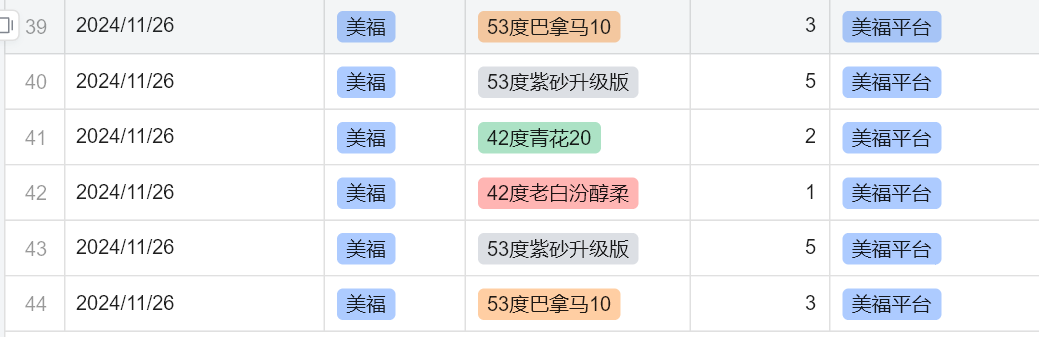 39 2024/11/26 美福 53度巴拿马10 3 美福平台
40 2024/11/26 美福 53度紫砂升级版 5 美福平台
41 2024/11/26 美福 42度青花20 2 美福平台
42 2024/11/26 美福 42度老白汾醇柔 1 美福平台
43 2024/11/26 美福 53度紫砂升级版 5 美福平台
44 2024/11/26 美福 53度巴拿马10 3 美福平台